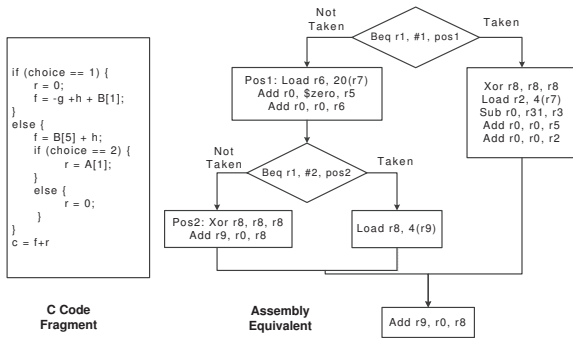 if (choice == 1) {
r = 0;
f = -g +h + B[1];
}
else {
f = B[5] + h;
if (choice == 2) {
r = A[1];
}
else {
r = 0;
}
}
c = f+r
C Code
Fragment
Not
Taken
Beq r1, #1, pos1
Taken
Pos1: Load r6, 20(r7)
Add r0, $zero, r5
Add r0, r0, r6
Xor r8, r8, r8
Load r2, 4(r7)
Sub r0, r31, r3
Add r0, r0, r5
Add r0, r0, r2
Not
Taken
Beq r1, #2, pos2
Taken
Pos2: Xor r8, r8, r8
Add r9, r0, r8
Load r8, 4(r9)
Assembly
Equivalent
Add r9, r0, r8